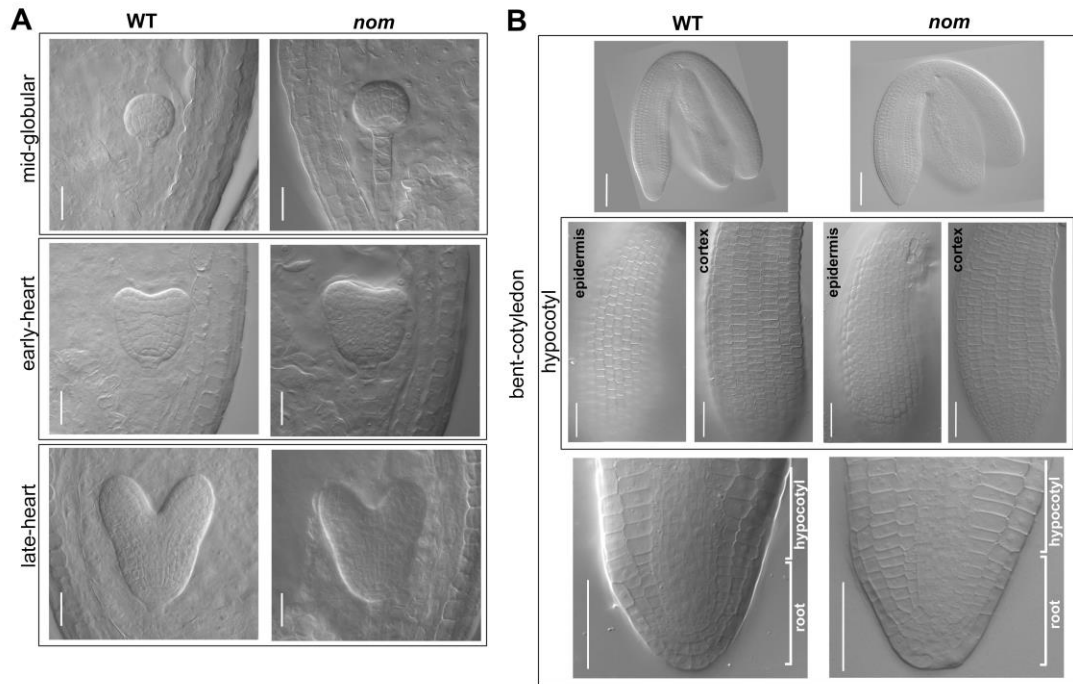 A
WT
nom
mid-globular
early-heart
late-heart
B
WT
nom
bent-cotyledon
hypocotyl
epidermis
cortex
epidermis
cortex
hypocotyl
root
hypocotyl
root